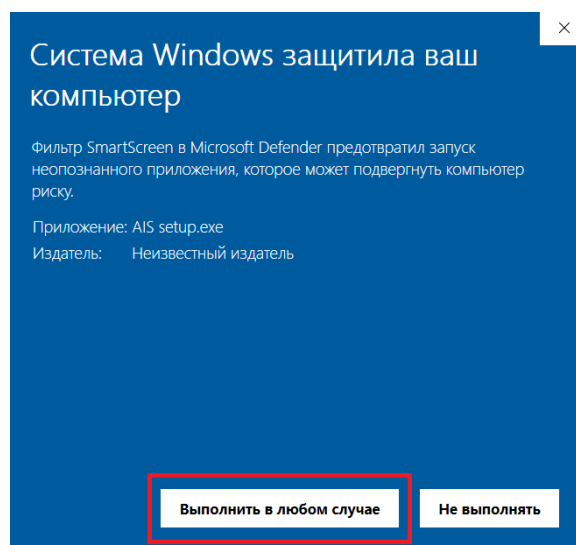 Система Windows защитила ваш
компьютер
Фильтр SmartScreen в Microsoft Defender предотвратил запуск
неопознанного приложения, которое может подвергнуть компьютер
риску.
Приложение: AIS setup.exe
Издатель: Неизвестный издатель
Выполнить в любом случае Не выполнять